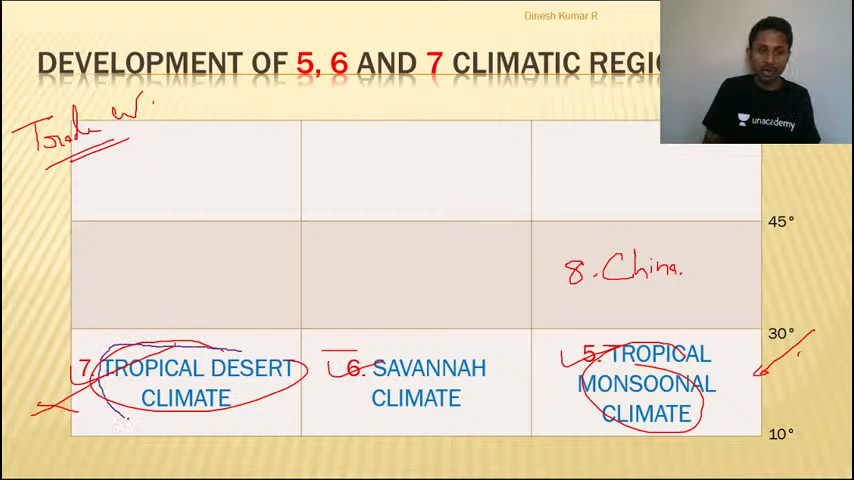 Dinesh Kumar R
DEVELOPMENT OF 5, 6 AND 7 CLIMATIC REGIO
unacademy
Trade W.
45°
8. China.
30°
7. TROPICAL DESERT
CLIMATE
6. SAVANNAH
CLIMATE
5. TROPICAL
MONSOONAL
CLIMATE
10°